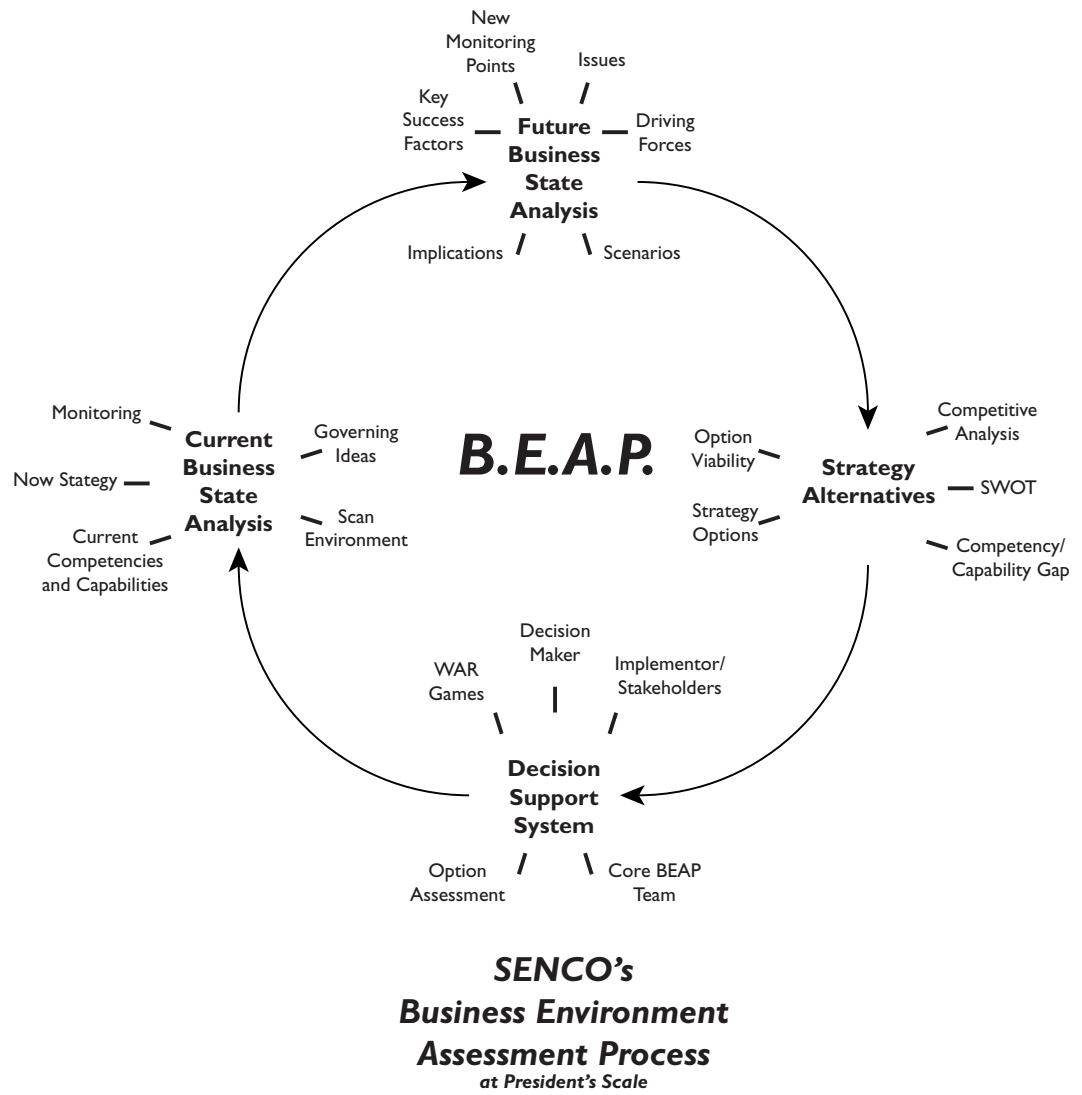 New
Monitoring
Points
Issues
Key
Success
Factors
Future
Business
State
Analysis
Driving
Forces
Implications
Scenarios
Monitoring
Now Stategy
Current
Competencies
and Capabilities
Current
Business
State
Analysis
Governing
Ideas
Scan
Environment
B.E.A.P.
Option
Viability
Strategy
Options
Strategy
Alternatives
Competitive
Analysis
SWOT
Competency/
Capability Gap
WAR
Games
Decision
Maker
Implementor/
Stakeholders
Decision
Support
System
Option
Assessment
Core BEAP
Team
SENCO’s
Business Environment
Assessment Process
at President’s Scale